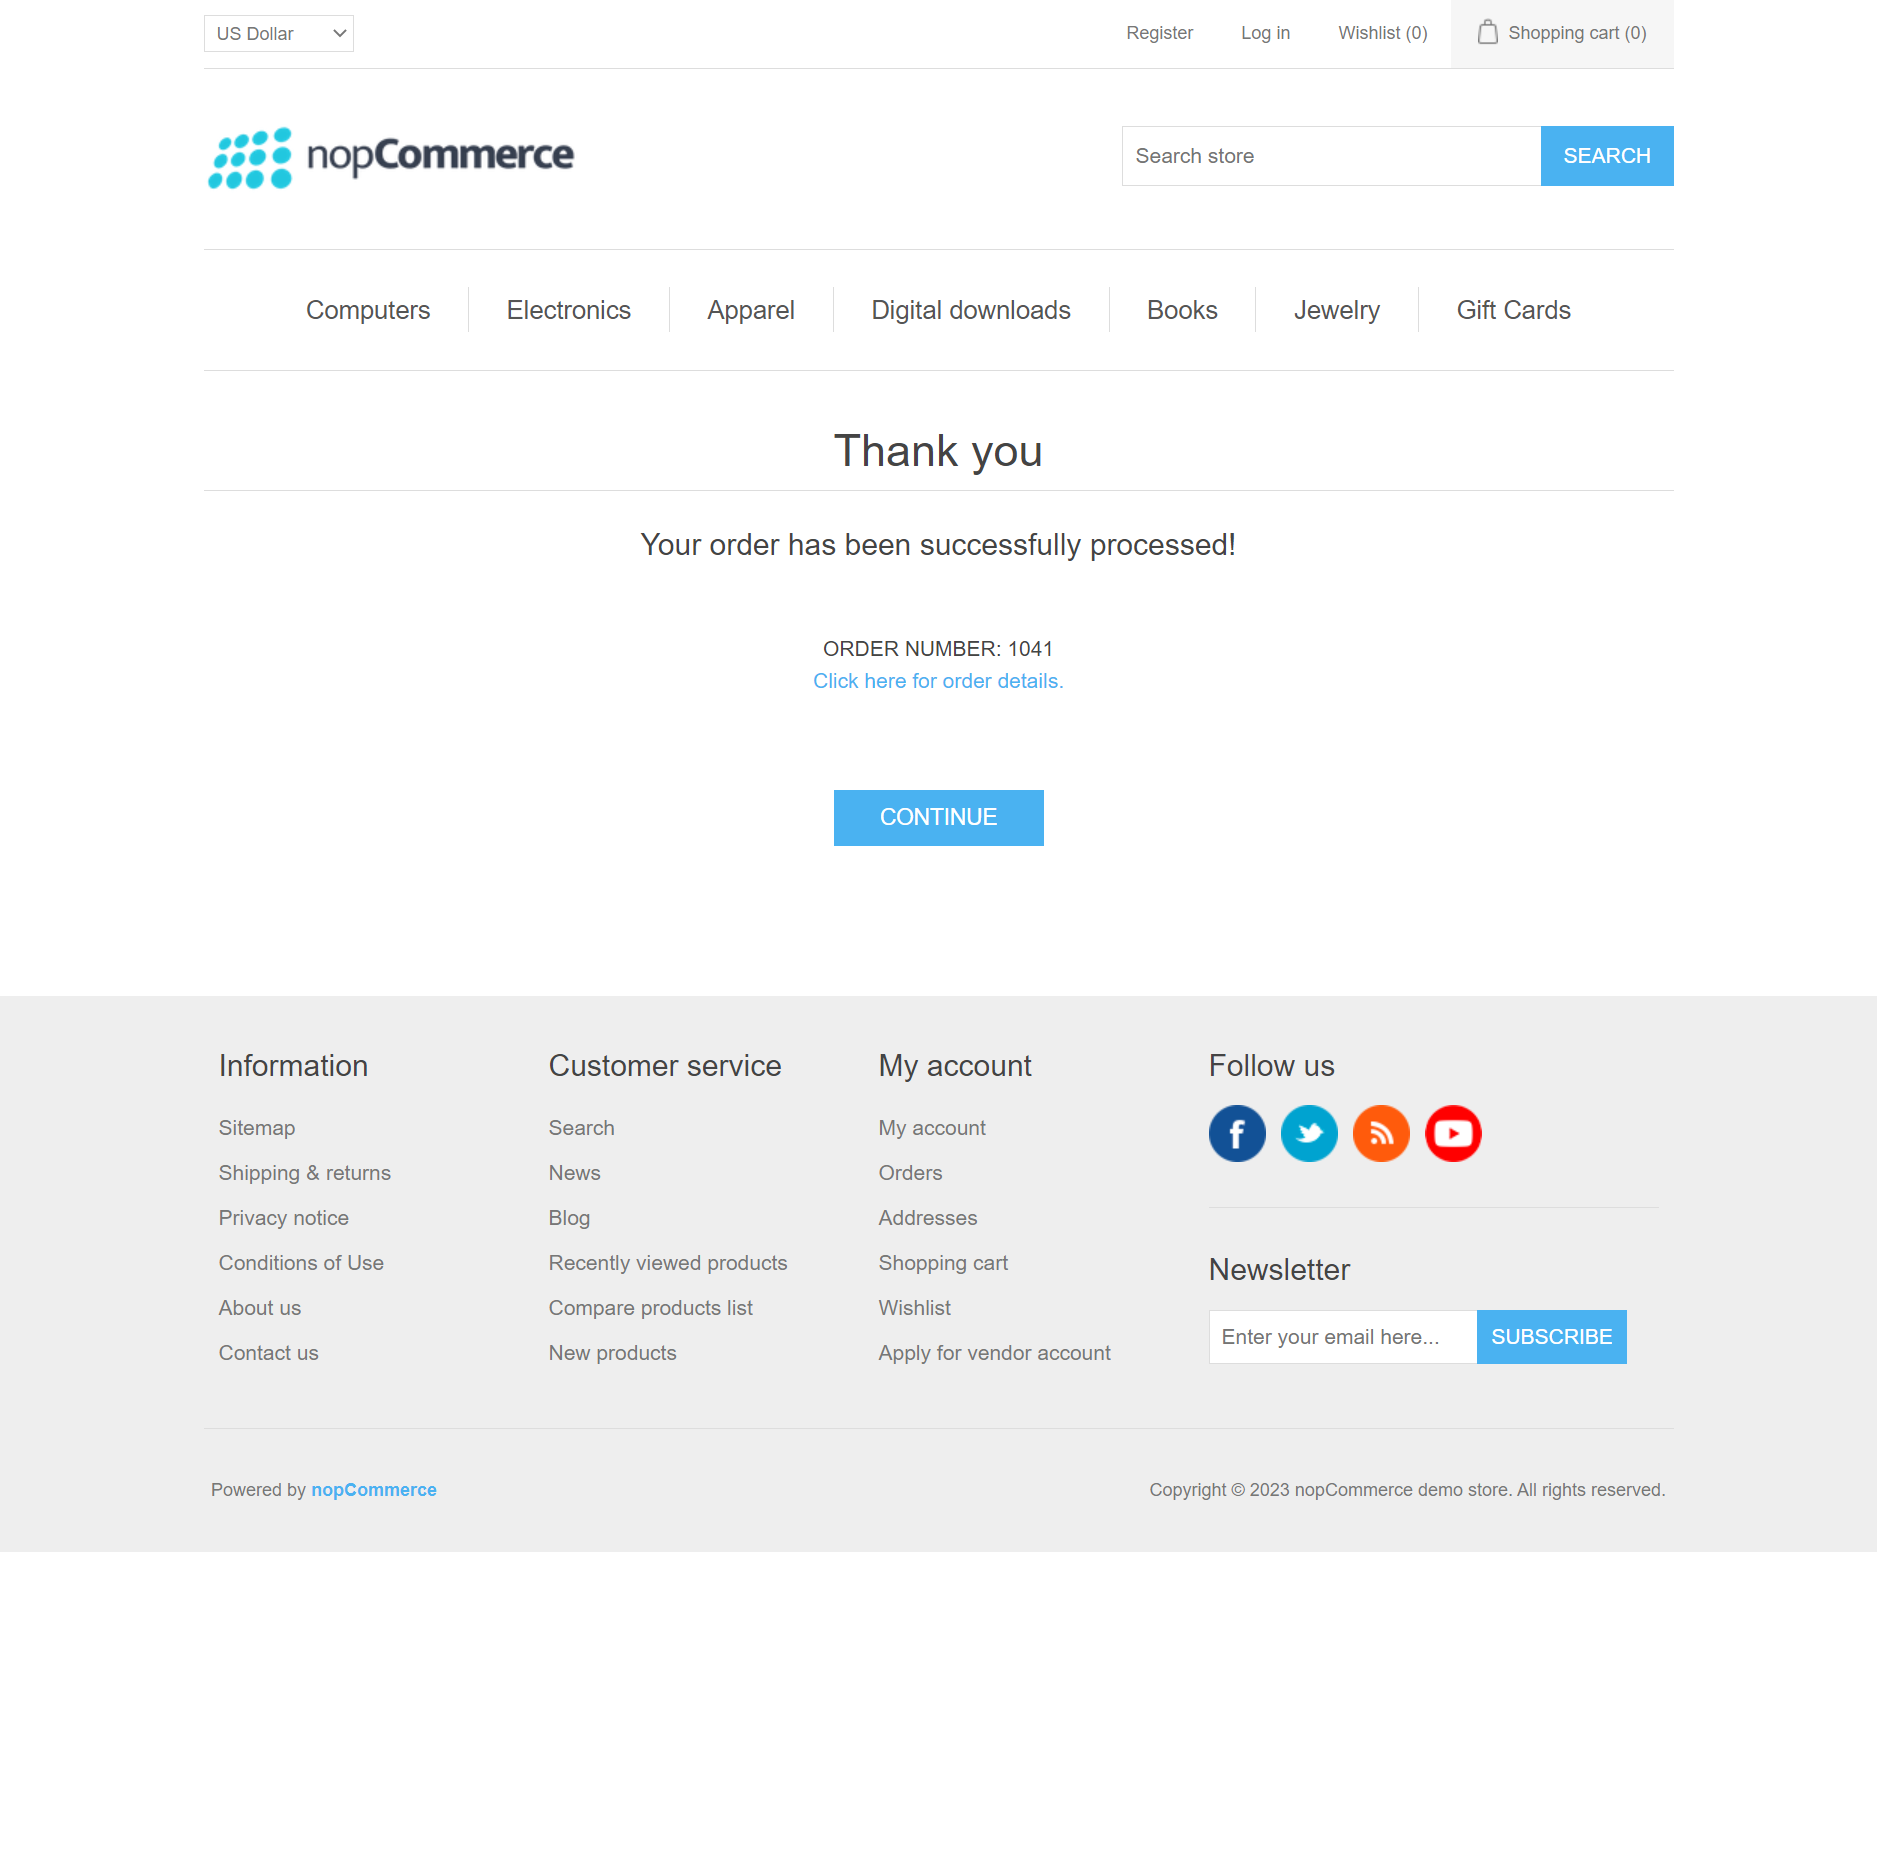 US Dollar
Register
Log in
Wishlist (0)
Shopping cart (0)
nopCommerce
Search store
SEARCH
Computers
Electronics
Apparel
Digital downloads
Books
Jewelry
Gift Cards
Thank you
Your order has been successfully processed!
ORDER NUMBER: 1041
Click here for order details.
CONTINUE
Information
Sitemap
Shipping & returns
Privacy notice
Conditions of Use
About us
Contact us
Customer service
Search
News
Blog
Recently viewed products
Compare products list
New products
My account
My account
Orders
Addresses
Shopping cart
Wishlist
Apply for vendor account
Follow us
f
Newsletter
Enter your email here...
SUBSCRIBE
Powered by nopCommerce
Copyright © 2023 nopCommerce demo store. All rights reserved.